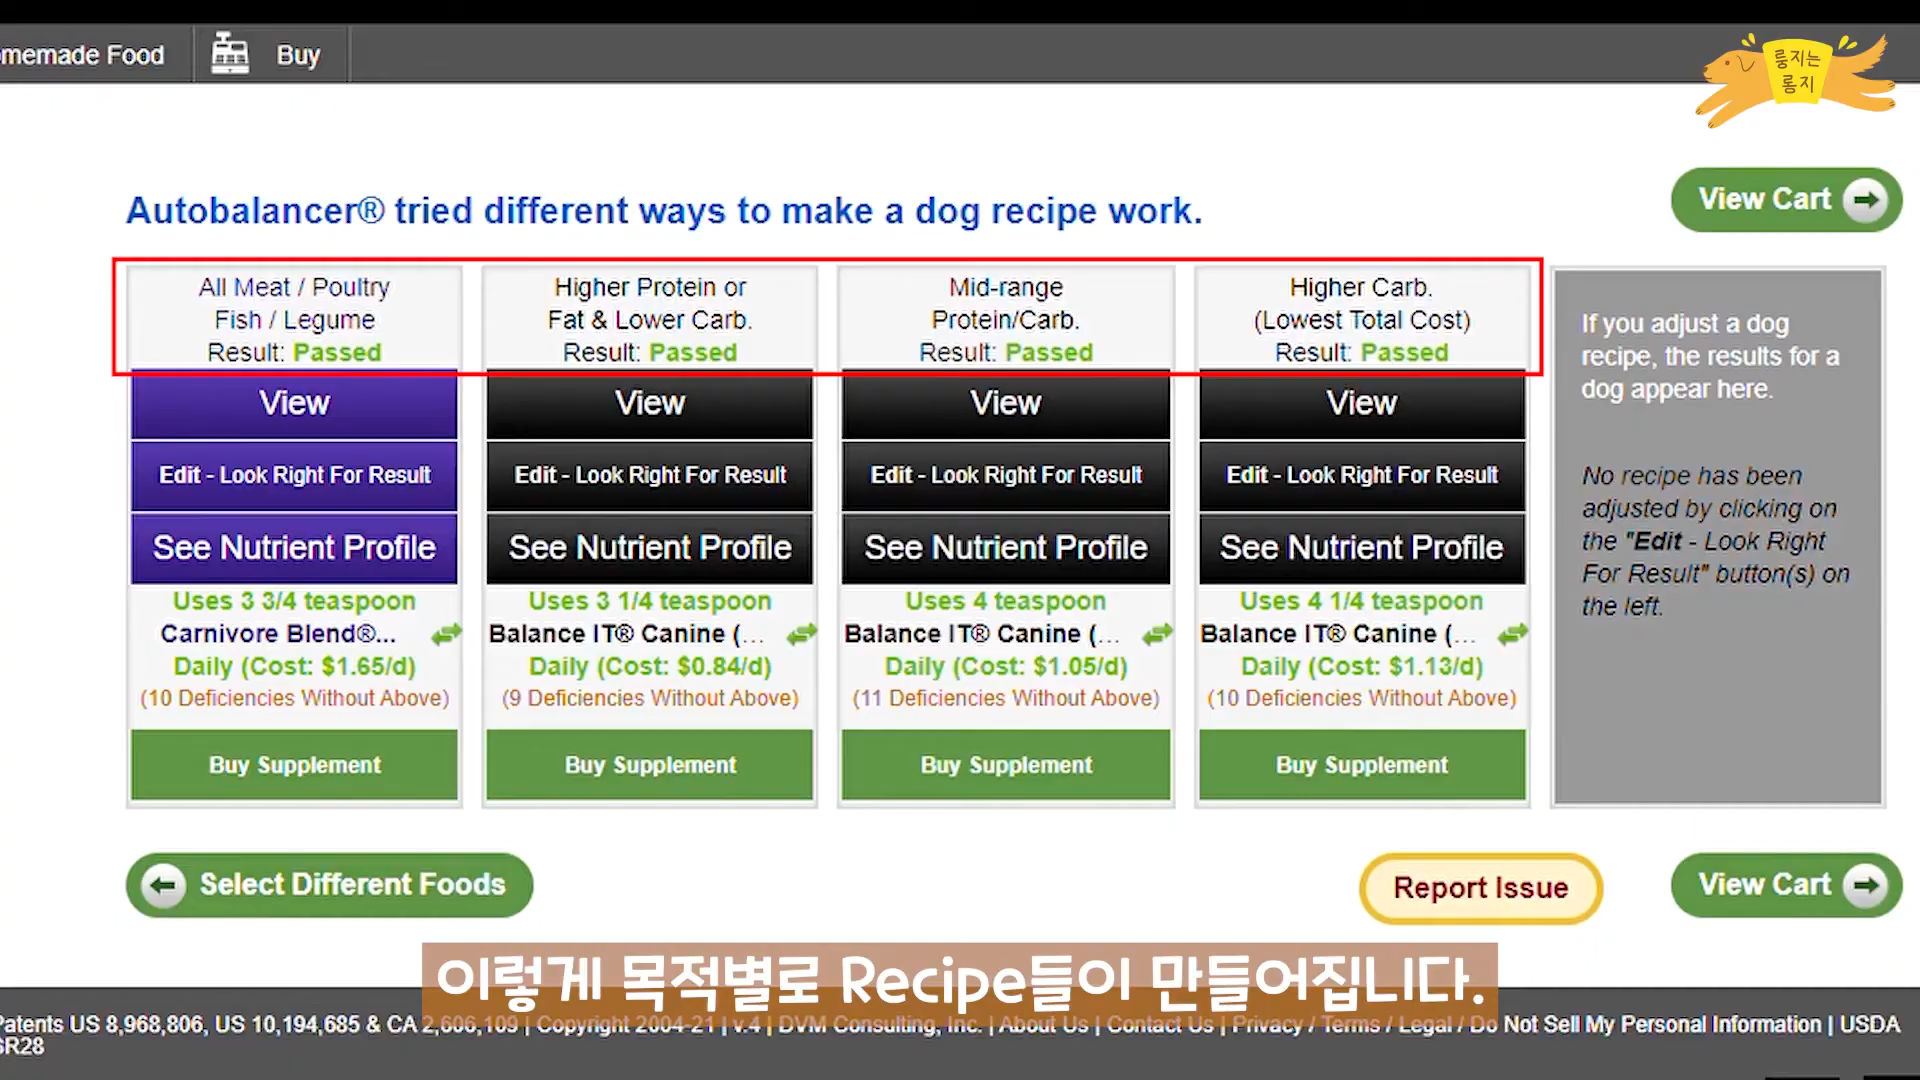 memade Food
Buy
룽지는
롱지
View Cart
Autobalancer® tried different ways to make a dog recipe work.
All Meat / Poultry
Fish / Legume
Result: Passed
View
Edit - Look Right For Result
See Nutrient Profile
Uses 3 3/4 teaspoon
Carnivore Blend®...
Daily (Cost: $1.65/d)
(10 Deficiencies Without Above)
Buy Supplement
Higher Protein or
Fat & Lower Carb.
Result: Passed
View
Edit - Look Right For Result
See Nutrient Profile
Uses 3 1/4 teaspoon
Balance IT® Canine (...
Daily (Cost: $0.84/d)
(9 Deficiencies Without Above)
Buy Supplement
Mid-range
Protein/Carb.
Result: Passed
View
Edit - Look Right For Result
See Nutrient Profile
Uses 4 teaspoon
Balance IT® Canine (...
Daily (Cost: $1.05/d)
(11 Deficiencies Without Above)
Buy Supplement
Higher Carb.
(Lowest Total Cost)
Result: Passed
View
Edit - Look Right For Result
See Nutrient Profile
Uses 4 1/4 teaspoon
Balance IT® Canine (...
Daily (Cost: $1.13/d)
(10 Deficiencies Without Above)
Buy Supplement
If you adjust a dog
recipe, the results for a
dog appear here.
No recipe has been
adjusted by clicking on
the "Edit - Look Right
For Result" button(s) on
the left.
Select Different Foods
Report Issue
View Cart
이렇게 목적별로 Recipe들이 만들어집니다.
Patents US 8,968,806, US 10,194,685 & CA 2,606,109 | Copyright 2004-21 | v.4 | DVM Consulting, Inc. | About Us | Contact Us | Privacy / Terms / Legal / Do Not Sell My Personal Information | USDA
SR28